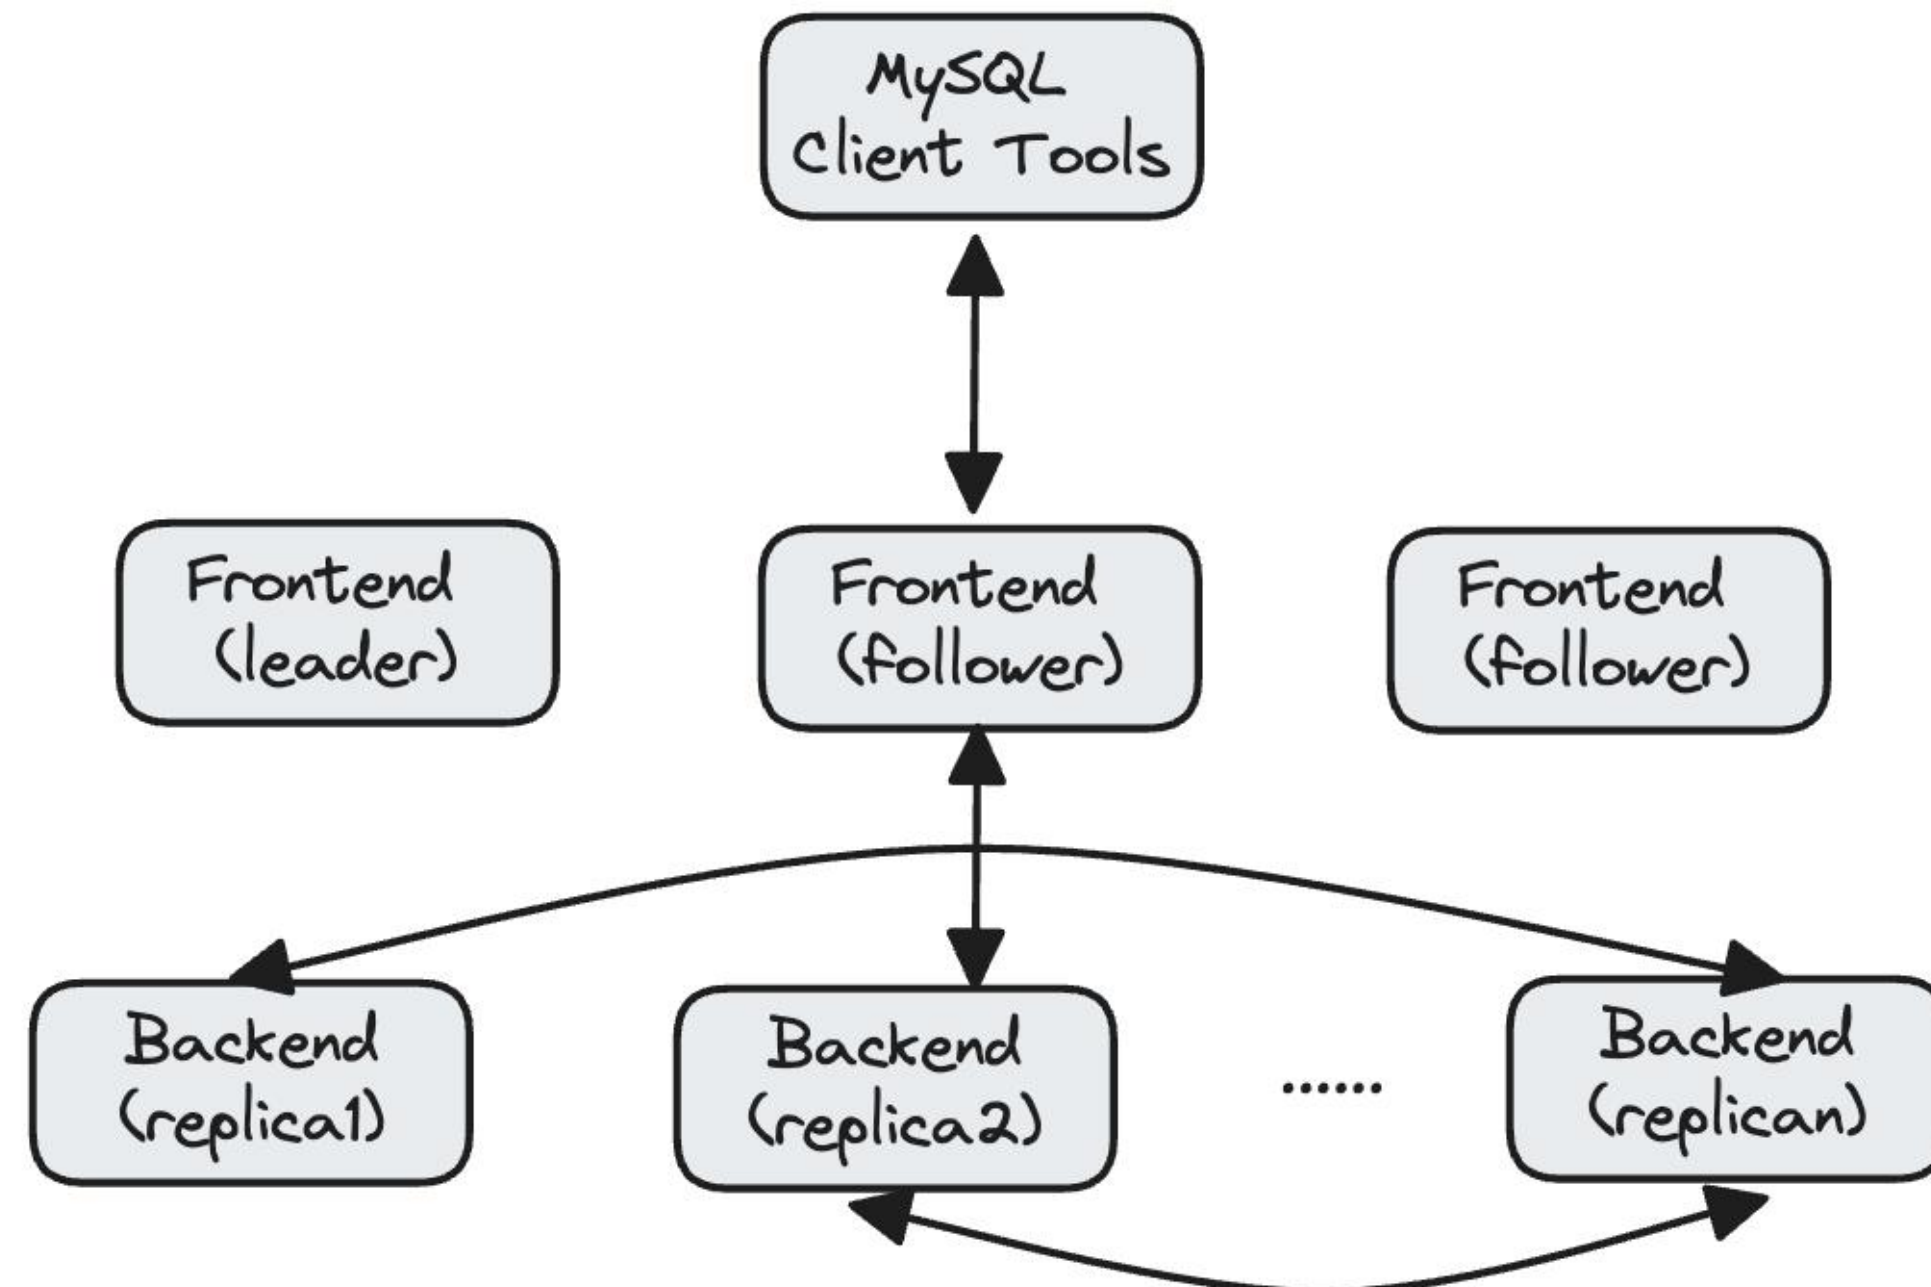 MySQL
Client Tools
Frontend
(leader)
Frontend
(follower)
Frontend
(follower)
Backend
(replica1)
Backend
(replica2)
......
Backend
(replican)